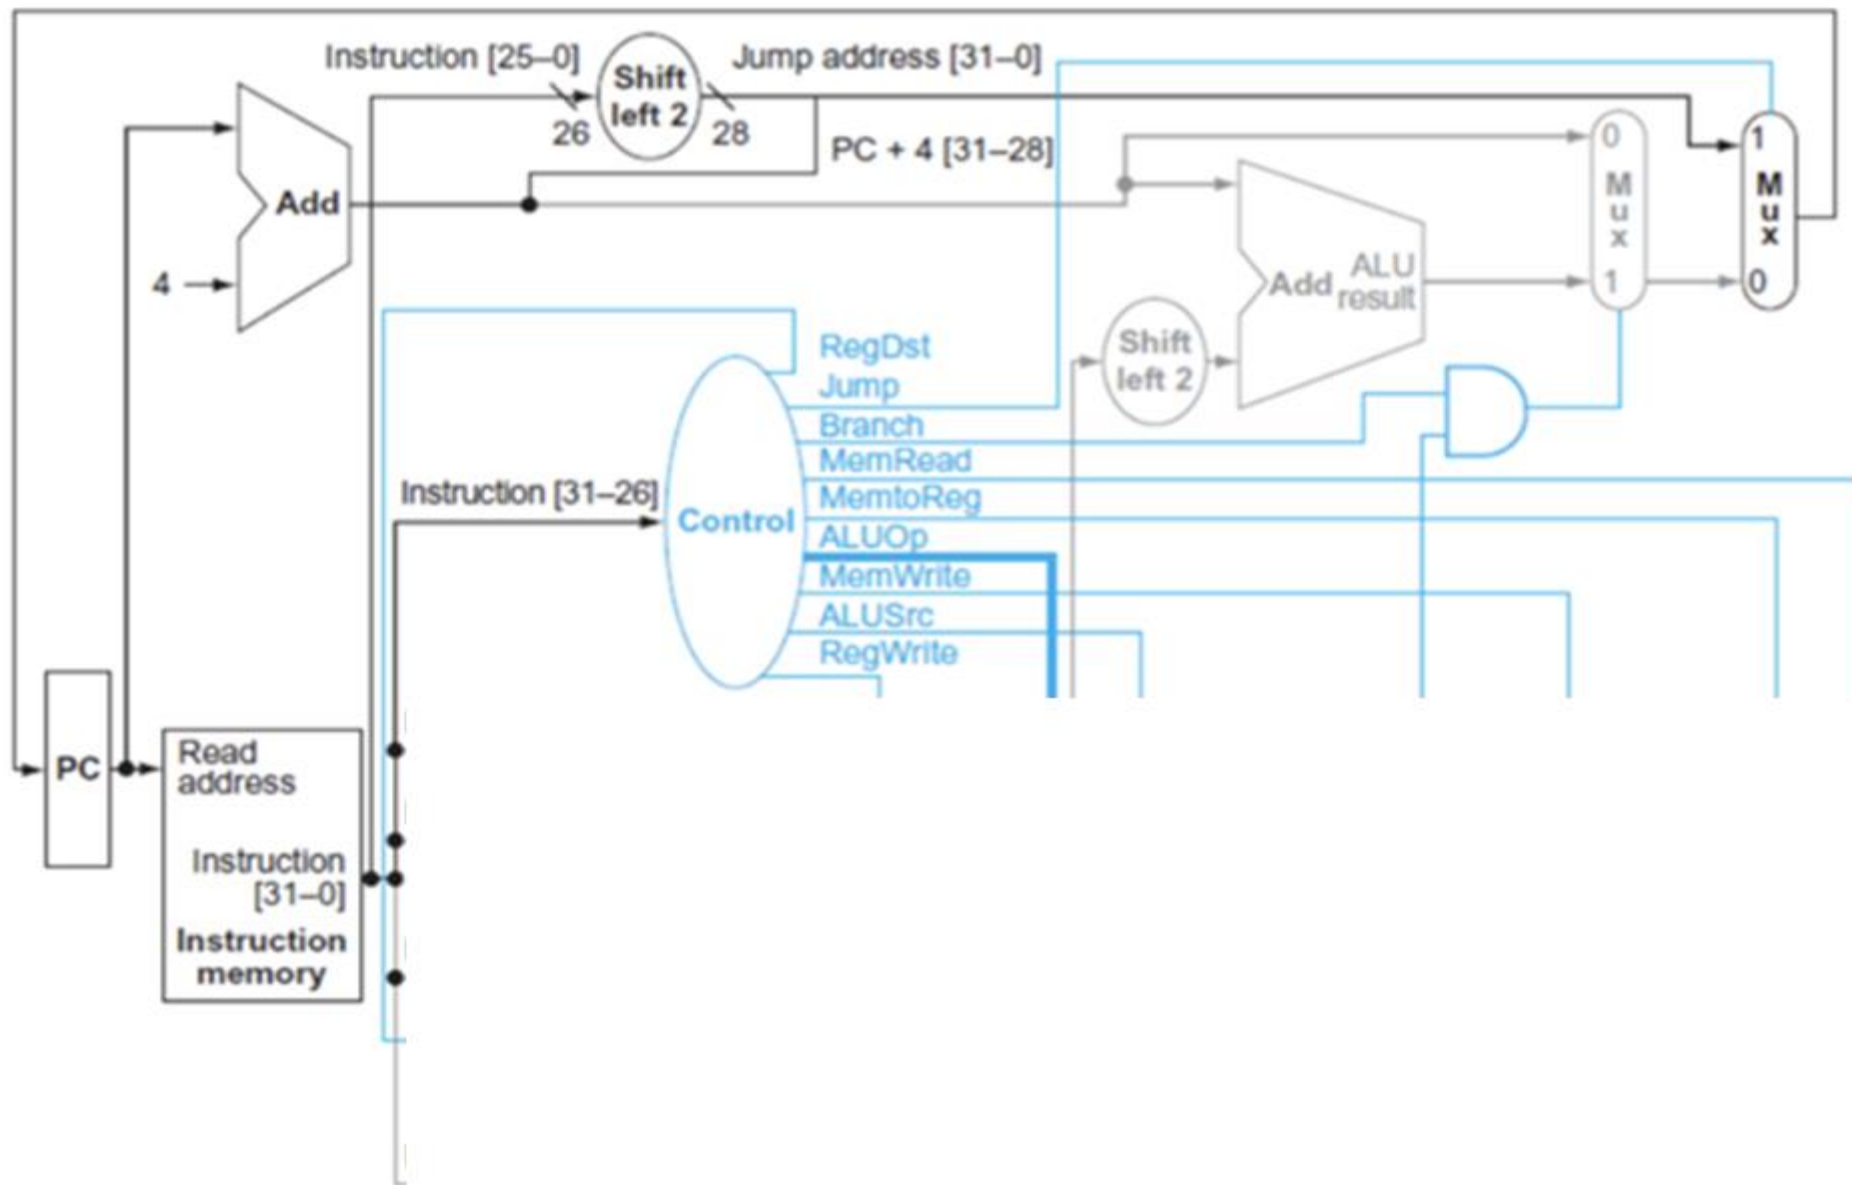 Instruction [25–0]
Shift
left 2
Jump address [31–0]
26
28
PC + 4 [31–28]
Add
4
0
M
u
x
1
1
M
u
x
0
Add
ALU
result
Shift
left 2
RegDst
Jump
Branch
MemRead
MemtoReg
ALUOp
MemWrite
ALUSrc
RegWrite
Instruction [31–26]
Control
PC
Read
address
Instruction
[31–0]
Instruction
memory